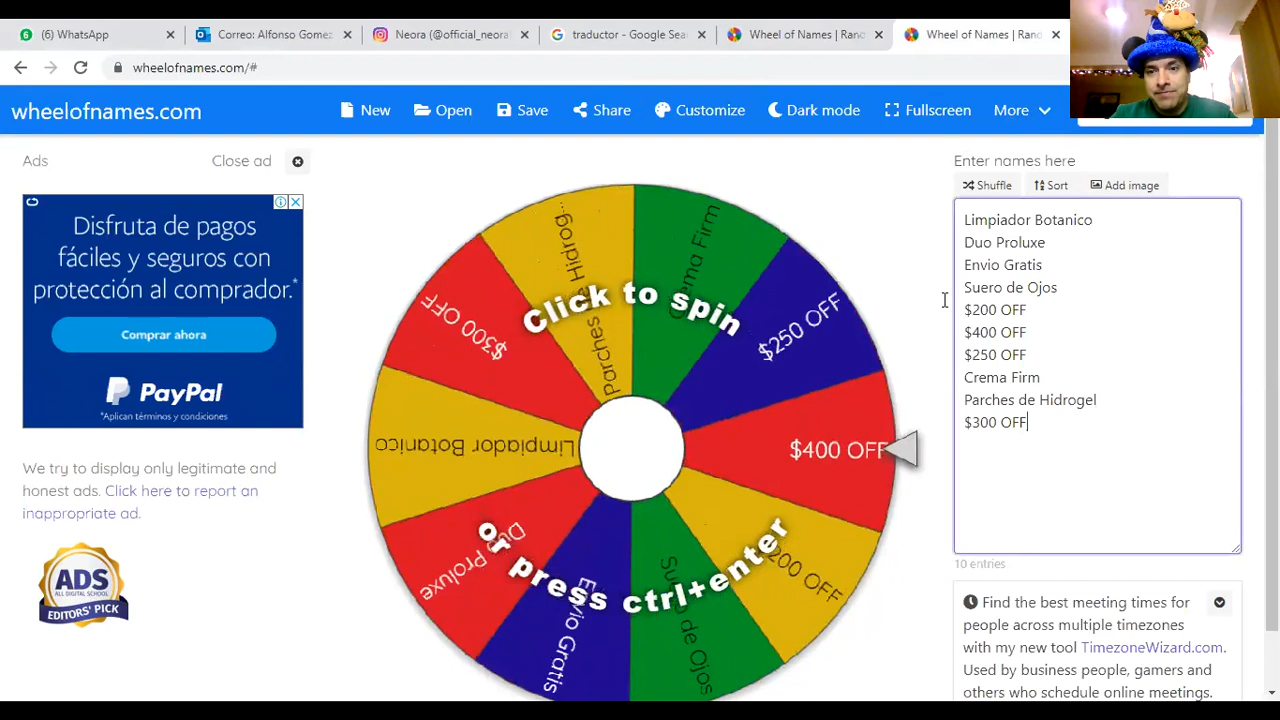 (6) WhatsApp
Correo: Alfonso Gomez
Neora (@official_neora
traductor - Google Sea
Wheel of Names | Rand
Wheel of Names | Rand
wheelofnames.com/#
wheelofnames.com
New
Open
Save
Share
Customize
Dark mode
Fullscreen
More
Ads
Close ad
Disfruta de pagos
fáciles y seguros con
protección al comprador.*
Comprar ahora
PayPal
*Aplican términos y condiciones
We try to display only legitimate and
honest ads. Click here to report an
inappropriate ad.
ADS
ALL DIGITAL SCHOOL
EDITORS' PICK
Click to spin
or press ctrl+enter
Parches de Hidrog...
Crema Firm
$250 OFF
$400 OFF
$200 OFF
Suero de Ojos
Envio Gratis
Duo Proluxe
Limpiador Botanico
$300 OFF
Enter names here
Shuffle
Sort
Add image
Limpiador Botanico
Duo Proluxe
Envio Gratis
Suero de Ojos
$200 OFF
$400 OFF
$250 OFF
Crema Firm
Parches de Hidrogel
$300 OFF
10 entries
Find the best meeting times for
people across multiple timezones
with my new tool TimezoneWizard.com.
Used by business people, gamers and
others who schedule online meetings.